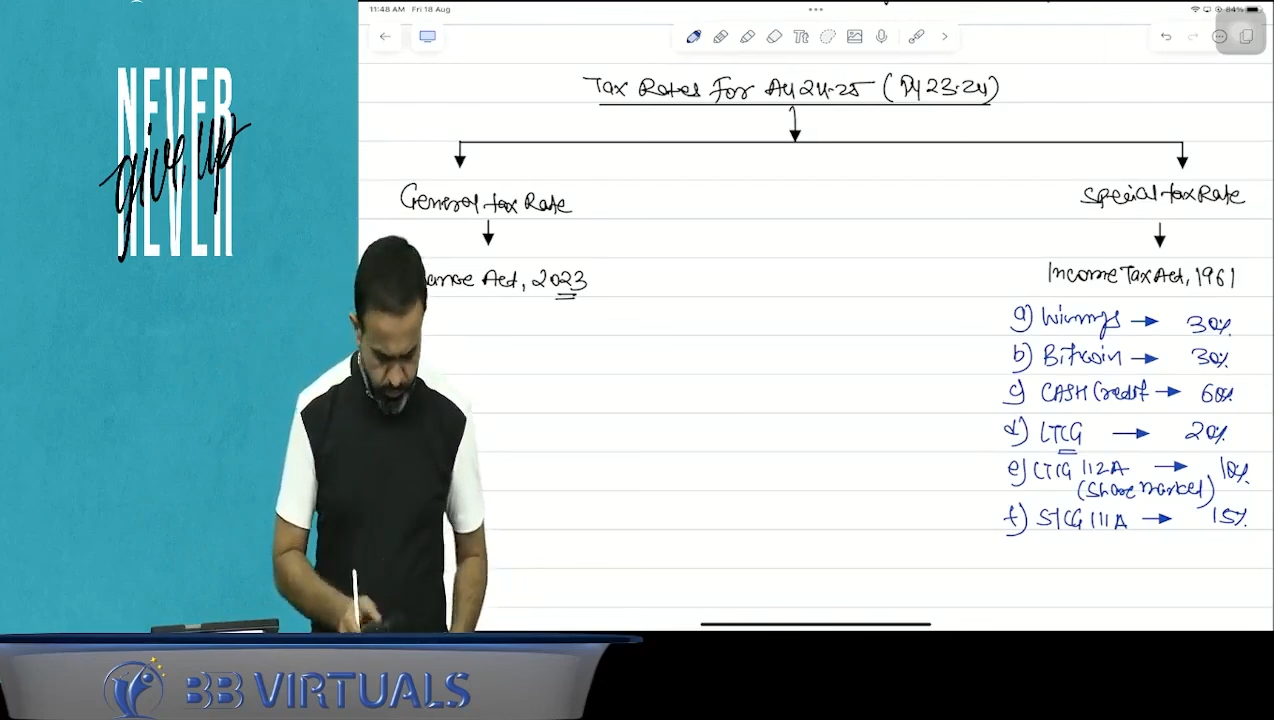 11:48 AM Fri 18 Aug
84%
NEVER
give up
NEVER
Tax Rates For AY 24-25 (PY 23-24)
General tax Rate
Special tax Rate
Act, 2023
Income Tax Act, 1961
a) Winnings → 30%
b) Bitcoin → 30%
c) CASH Credit → 60%
d) LTCG → 20%
e) LTCG 112A → 10%
(Share market)
f) STCG 111A → 15%
BB VIRTUALS